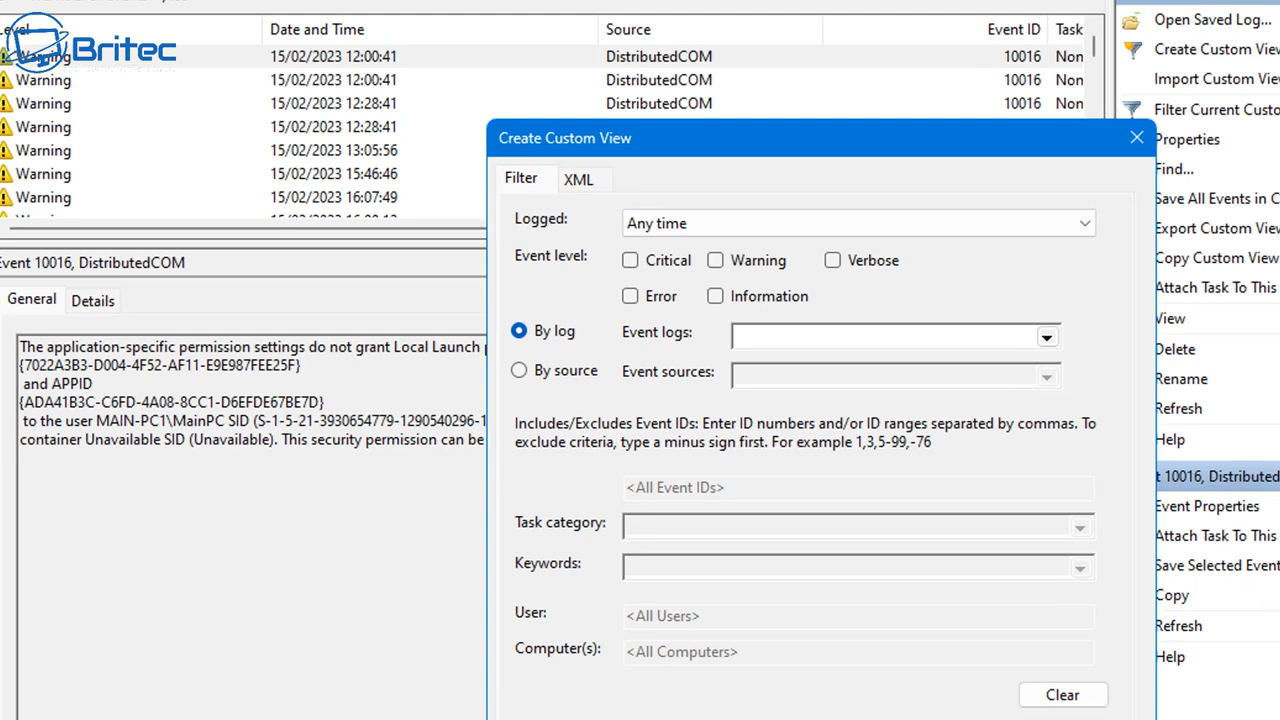 Level Date and Time Source Event ID Task
Britec
Warning 15/02/2023 12:00:41 DistributedCOM 10016 Non
Warning 15/02/2023 12:00:41 DistributedCOM 10016 Non
Warning 15/02/2023 12:28:41 DistributedCOM 10016 Non
Warning 15/02/2023 12:28:41
Warning 15/02/2023 13:05:56
Warning 15/02/2023 15:46:46
Warning 15/02/2023 16:07:49
Event 10016, DistributedCOM
General Details
The application-specific permission settings do not grant Local Launch
{7022A3B3-D004-4F52-AF11-E9E987FEE25F}
and APPID
{ADA41B3C-C6FD-4A08-8CC1-D6EFDE67BE7D}
to the user MAIN-PC1\MainPC SID (S-1-5-21-3930654779-1290540296-1
container Unavailable SID (Unavailable). This security permission can be
Create Custom View
Filter XML
Logged: Any time
Event level: Critical Warning Verbose
Error Information
By log Event logs:
By source Event sources:
Includes/Excludes Event IDs: Enter ID numbers and/or ID ranges separated by commas. To
exclude criteria, type a minus sign first. For example 1,3,5-99,-76
<All Event IDs>
Task category:
Keywords:
User: <All Users>
Computer(s): <All Computers>
Clear
Open Saved Log...
Create Custom View
Import Custom View
Filter Current Custo
Properties
Find...
Save All Events in C
Export Custom View
Copy Custom View
Attach Task To This
View
Delete
Rename
Refresh
Help
t 10016, Distributed
Event Properties
Attach Task To This
Save Selected Event
Copy
Refresh
Help